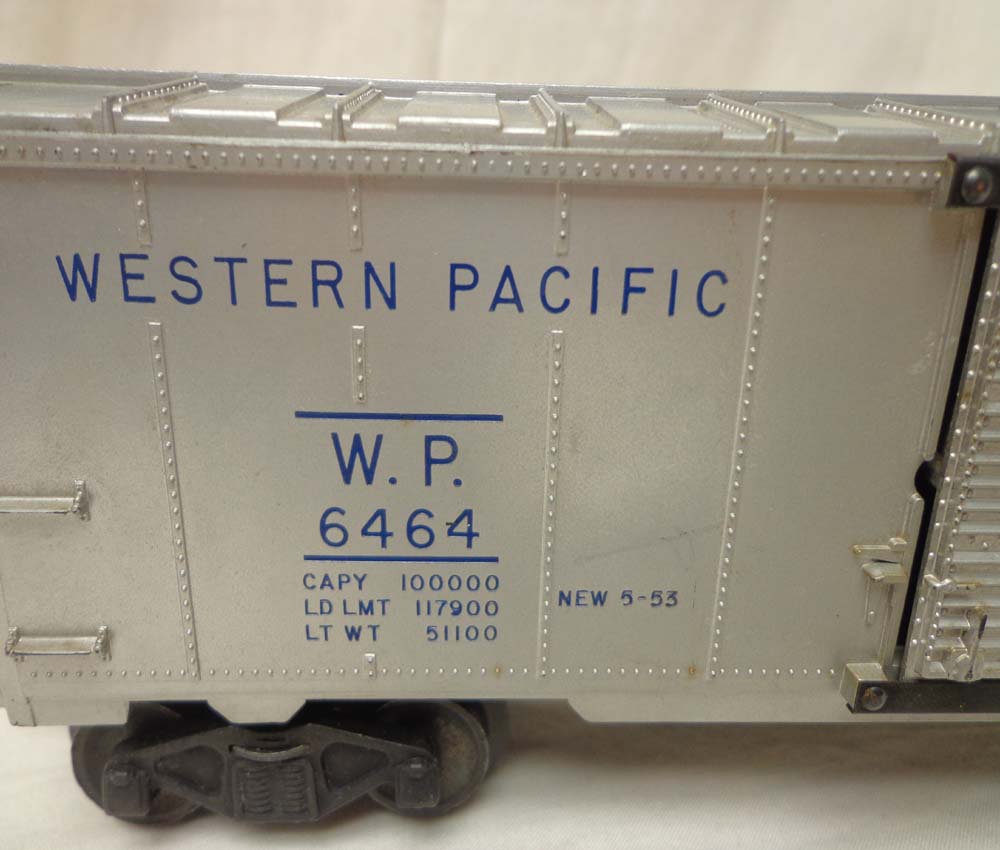 WESTERN PACIFIC
W. P.
6464
CAPY 100000
LD LMT 117900
LT WT 51100
NEW 5-53